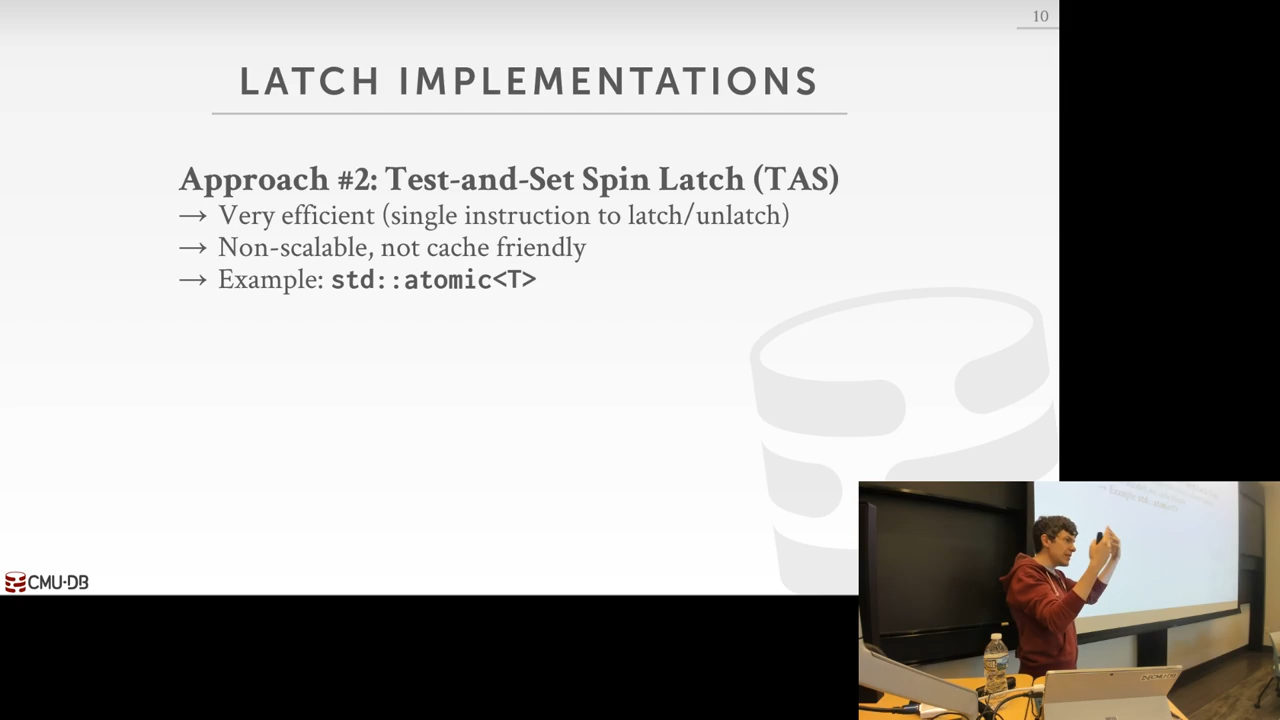 10
LATCH IMPLEMENTATIONS
Approach #2: Test-and-Set Spin Latch (TAS)
→ Very efficient (single instruction to latch/unlatch)
→ Non-scalable, not cache friendly
→ Example: std::atomic<T>
CMU·DB